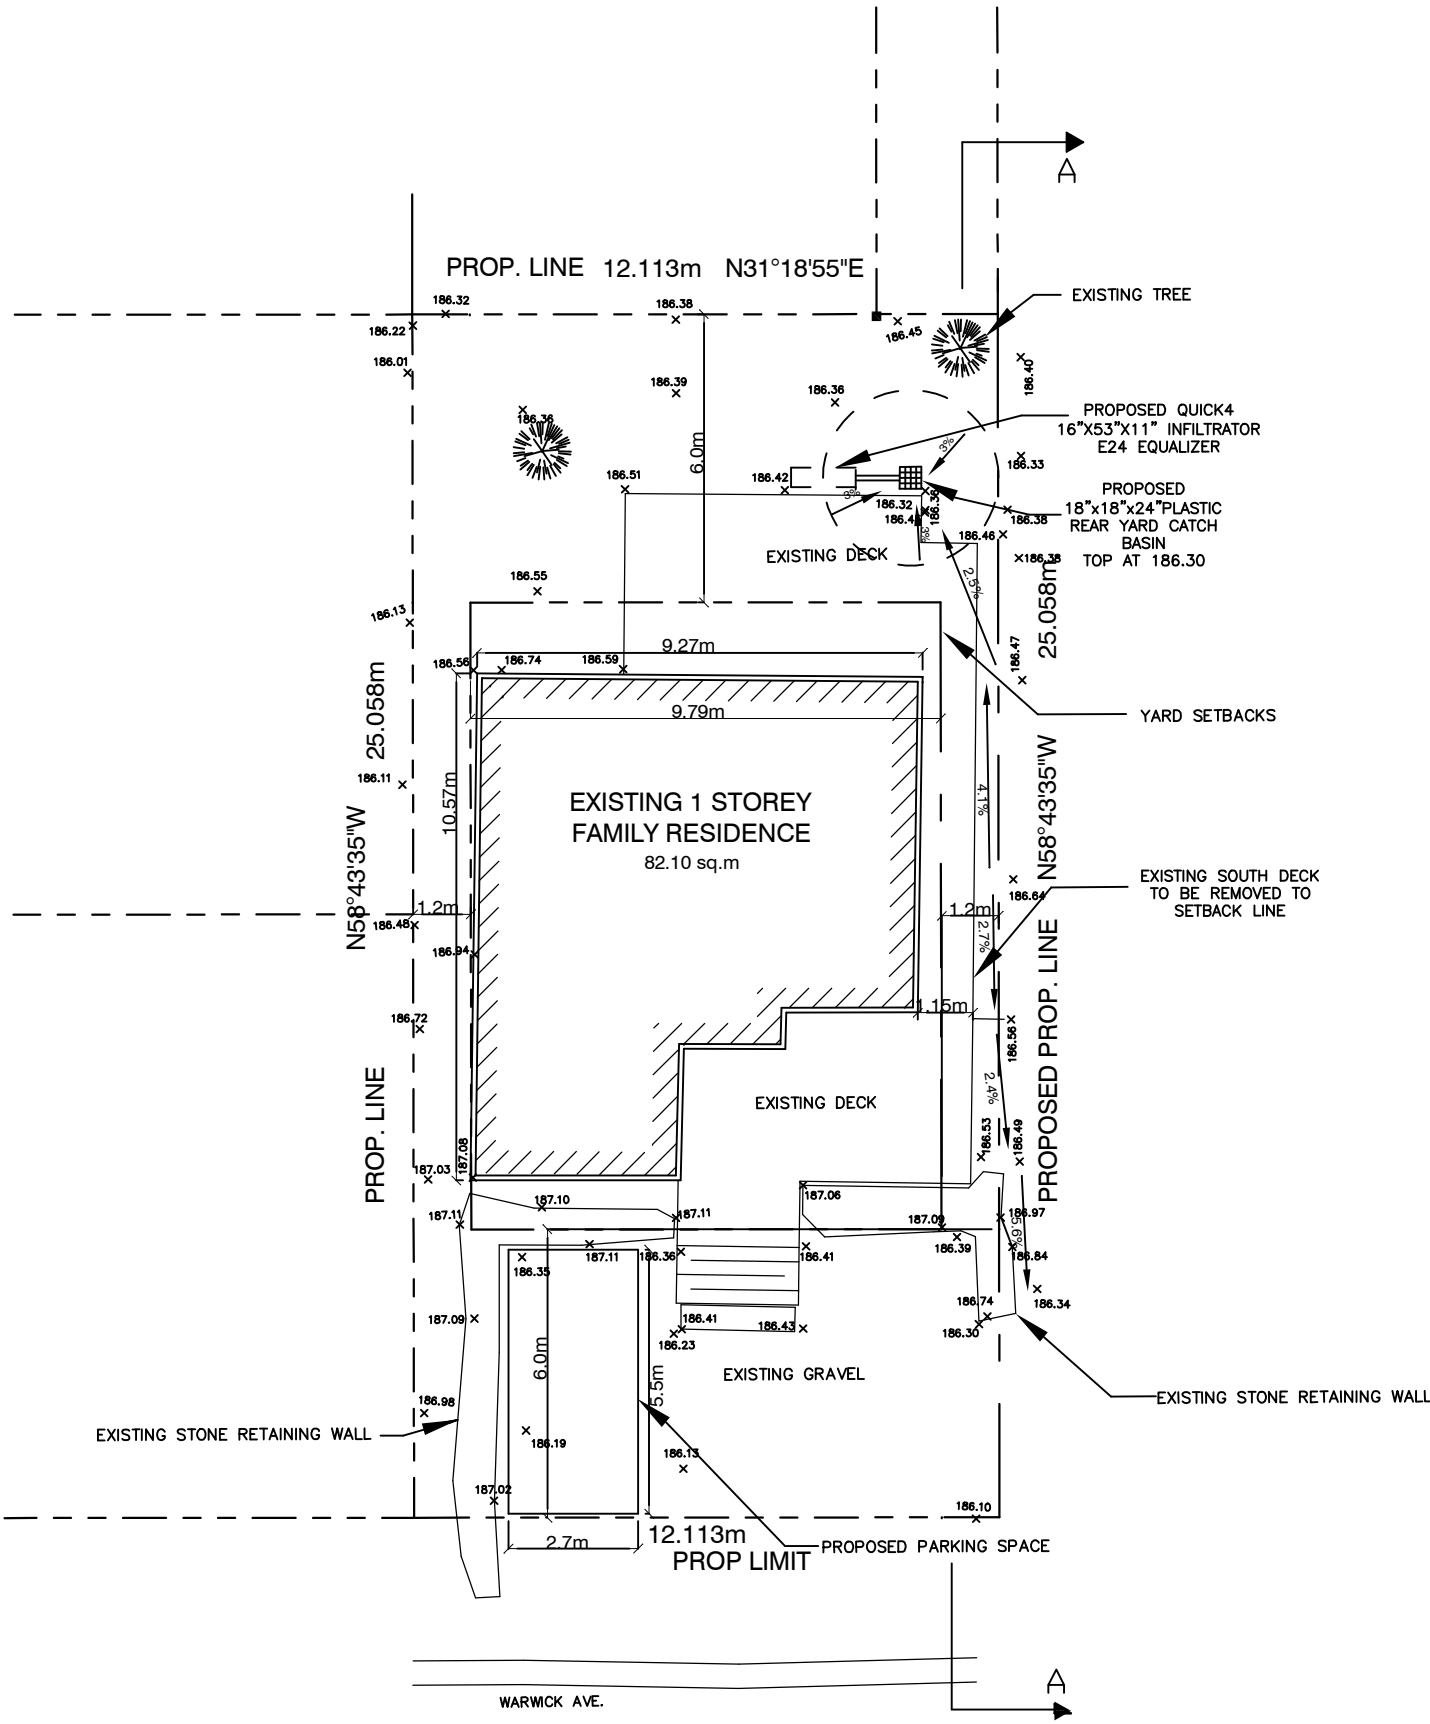 A
PROP. LINE 12.113m N31°18'55"E
EXISTING TREE
186.32
186.38
186.22
186.45
186.01
186.40
186.39
186.36
186.36
6.0m
PROPOSED QUICK4
16"X53"X11" INFILTRATOR
E24 EQUALIZER
3%
186.33
186.51
186.42
3%
186.32
186.36
PROPOSED
18"x18"x24"PLASTIC
REAR YARD CATCH
BASIN
TOP AT 186.30
186.38
186.46
3%
EXISTING DECK
186.38
2.5%
186.55
186.13
25.058m
186.47
9.27m
186.56
186.74
186.59
25.058m
9.79m
YARD SETBACKS
186.11
10.57m
4.1%
EXISTING 1 STOREY
FAMILY RESIDENCE
82.10 sq.m
N58°43'35"W
N58°43'35"W
EXISTING SOUTH DECK
TO BE REMOVED TO
SETBACK LINE
186.64
1.2m
1.2m
186.48
2.7%
186.94
1.15m
186.72
186.56
PROP. LINE
PROPOSED PROP. LINE
2.4%
EXISTING DECK
186.53
186.49
187.03
187.08
187.10
187.06
187.11
187.11
187.09
186.97
5.6%
187.11
186.36
186.41
186.39
186.84
186.35
186.34
187.09
186.41
186.43
186.74
186.30
186.23
6.0m
5.5m
EXISTING GRAVEL
186.98
EXISTING STONE RETAINING WALL
EXISTING STONE RETAINING WALL
186.19
186.13
187.02
186.10
2.7m
12.113m
PROP LIMIT
PROPOSED PARKING SPACE
A
WARWICK AVE.